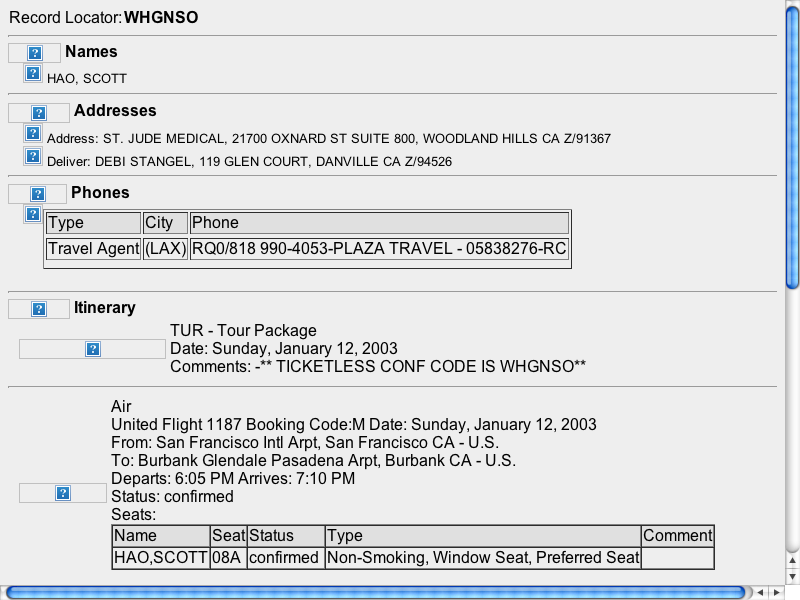 Record Locator:WHGNSO
Names
HAO, SCOTT
Addresses
Address: ST. JUDE MEDICAL, 21700 OXNARD ST SUITE 800, WOODLAND HILLS CA Z/91367
Deliver: DEBI STANGEL, 119 GLEN COURT, DANVILLE CA Z/94526
Phones
Type City Phone
Travel Agent (LAX) RQ0/818 990-4053-PLAZA TRAVEL - 05838276-RC
Itinerary
TUR - Tour Package
Date: Sunday, January 12, 2003
Comments: -** TICKETLESS CONF CODE IS WHGNSO**
Air
United Flight 1187 Booking Code:M Date: Sunday, January 12, 2003
From: San Francisco Intl Arpt, San Francisco CA - U.S.
To: Burbank Glendale Pasadena Arpt, Burbank CA - U.S.
Departs: 6:05 PM Arrives: 7:10 PM
Status: confirmed
Seats:
Name Seat Status Type Comment
HAO,SCOTT 08A confirmed Non-Smoking, Window Seat, Preferred Seat